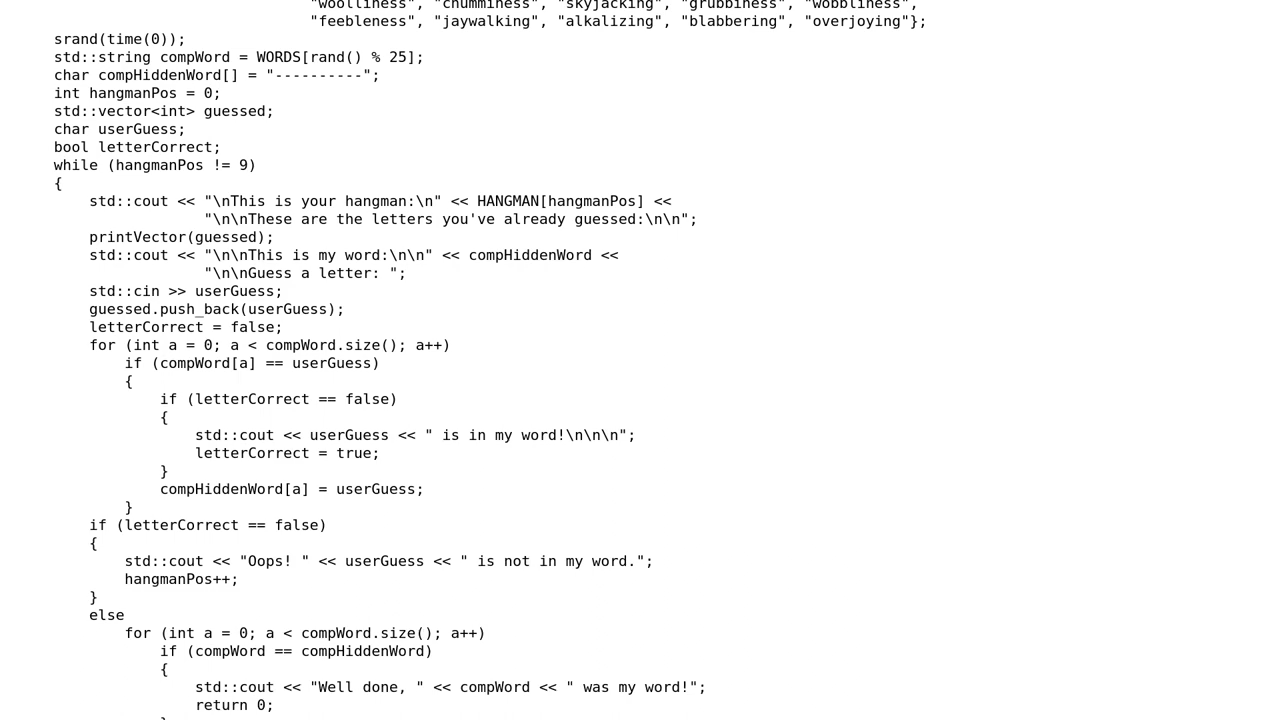 "woolliness", "chumminess", "skyjacking", "grubbiness", "wobbliness",
"feebleness", "jaywalking", "alkalizing", "blabbering", "overjoying"};
srand(time(0));
std::string compWord = WORDS[rand() % 25];
char compHiddenWord[] = "----------";
int hangmanPos = 0;
std::vector<int> guessed;
char userGuess;
bool letterCorrect;
while (hangmanPos != 9)
{
std::cout << "\nThis is your hangman:\n" << HANGMAN[hangmanPos] <<
"\n\nThese are the letters you've already guessed:\n\n";
printVector(guessed);
std::cout << "\n\nThis is my word:\n\n" << compHiddenWord <<
"\n\nGuess a letter: ";
std::cin >> userGuess;
guessed.push_back(userGuess);
letterCorrect = false;
for (int a = 0; a < compWord.size(); a++)
if (compWord[a] == userGuess)
{
if (letterCorrect == false)
{
std::cout << userGuess << " is in my word!\n\n\n";
letterCorrect = true;
}
compHiddenWord[a] = userGuess;
}
if (letterCorrect == false)
{
std::cout << "Oops! " << userGuess << " is not in my word.";
hangmanPos++;
}
else
for (int a = 0; a < compWord.size(); a++)
if (compWord == compHiddenWord)
{
std::cout << "Well done, " << compWord << " was my word!";
return 0;
}